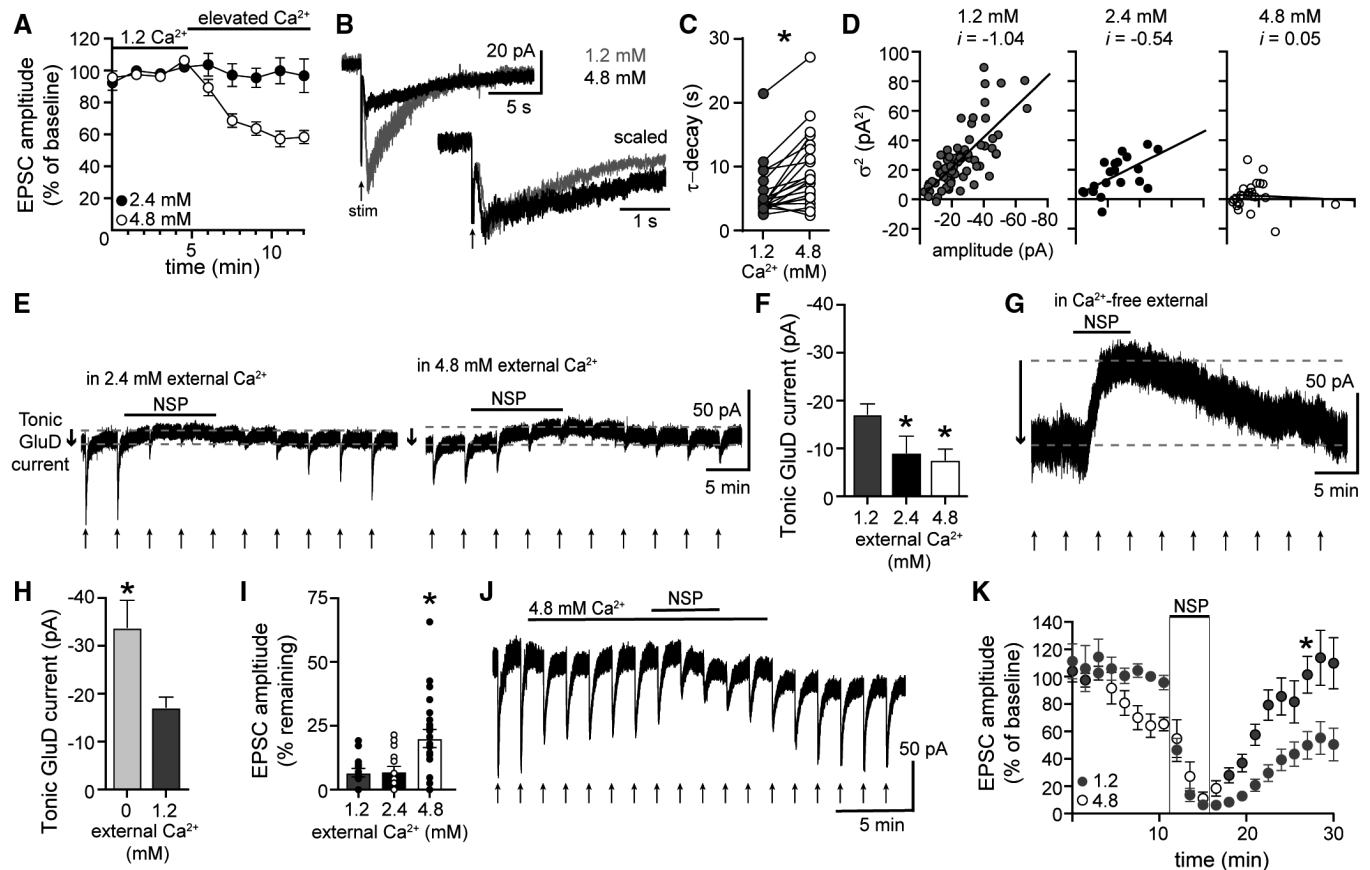 A
1.2 Ca²⁺
elevated Ca²⁺
EPSC ampltiude
(% of baseline)
120
100
80
60
40
20
2.4 mM
4.8 mM
0
5
10
time (min)
B
20 pA
5 s
1.2 mM
4.8 mM
stim
scaled
1 s
C
*
τ–decay (s)
30
20
10
0
1.2
4.8
Ca²⁺ (mM)
D
1.2 mM
i = -1.04
2.4 mM
i = -0.54
4.8 mM
i = 0.05
σ² (pA²)
100
80
60
40
20
0
-20
-20
-40
-60
-80
amplitude (pA)
E
in 2.4 mM external Ca²⁺
NSP
Tonic
GluD
current
in 4.8 mM external Ca²⁺
NSP
50 pA
5 min
F
Tonic GluD current (pA)
-40
-30
-20
-10
0
*
*
1.2
2.4
4.8
external Ca²⁺
(mM)
G
in Ca²⁺-free external
NSP
50 pA
5 min
H
Tonic GluD current (pA)
-40
-30
-20
-10
0
*
0
1.2
external Ca²⁺
(mM)
I
EPSC ampltiude
(% remaining)
75
50
25
0
*
1.2
2.4
4.8
external Ca²⁺ (mM)
J
4.8 mM Ca²⁺
NSP
50 pA
5 min
K
NSP
EPSC amplitude
(% of baseline)
140
120
100
80
60
40
20
0
*
1.2
4.8
10
20
30
time (min)